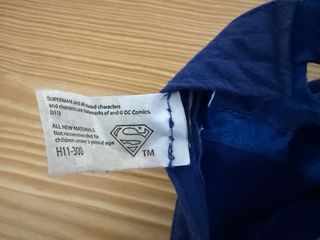 SUPERMAN and all related characters
and elements are trademarks of and © DC Comics.
(s11)
ALL NEW MATERIALS
Not recommended for
children under 3 years of age
H11-300
S
TM